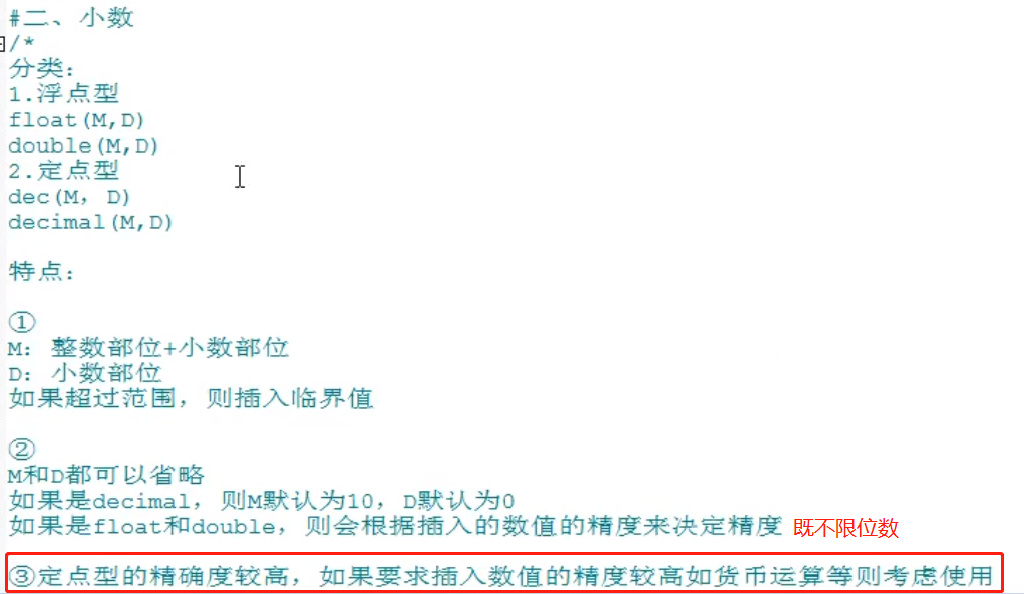 #二、小数
/*
分类：
1.浮点型
float(M,D)
double(M,D)
2.定点型
dec(M，D)
decimal(M,D)
特点：
①
M：整数部位+小数部位
D：小数部位
如果超过范围，则插入临界值
②
M和D都可以省略
如果是decimal，则M默认为10，D默认为0
如果是float和double，则会根据插入的数值的精度来决定精度 既不限位数
③定点型的精确度较高，如果要求插入数值的精度较高如货币运算等则考虑使用